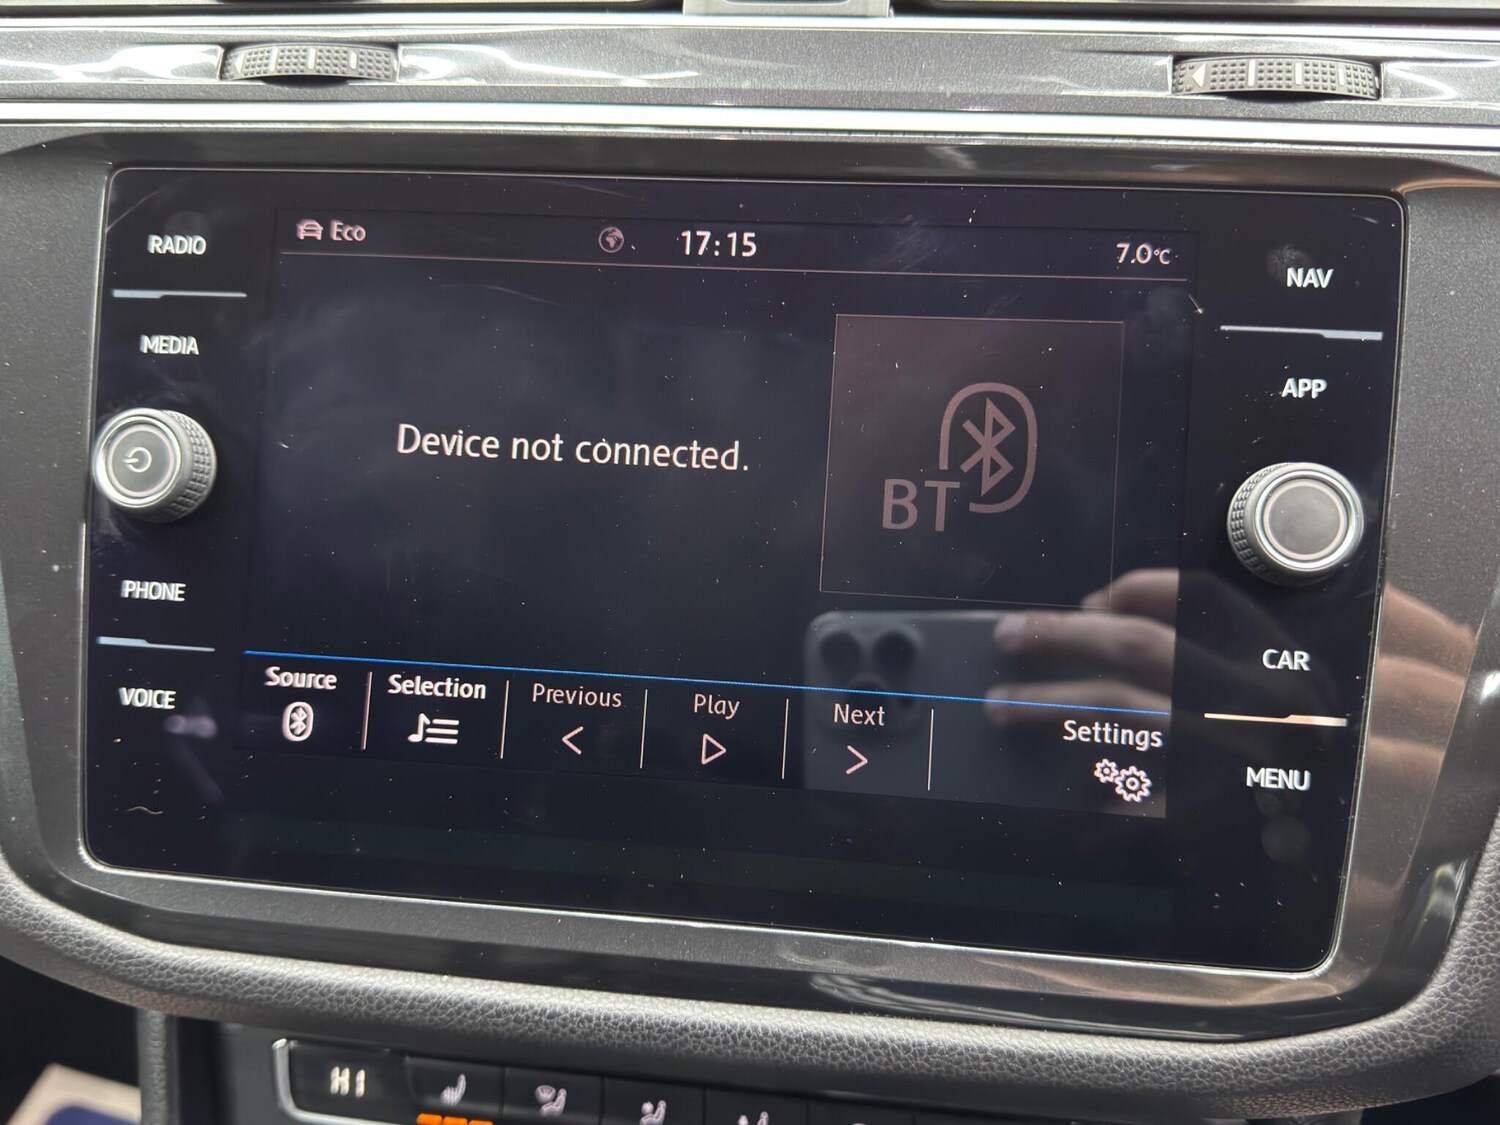 RADIO
MEDIA
PHONE
VOICE
Eco
17:15
7.0°C
Device not connected.
BT
Source
Selection
Previous
Play
Next
Settings
NAV
APP
CAR
MENU
HI